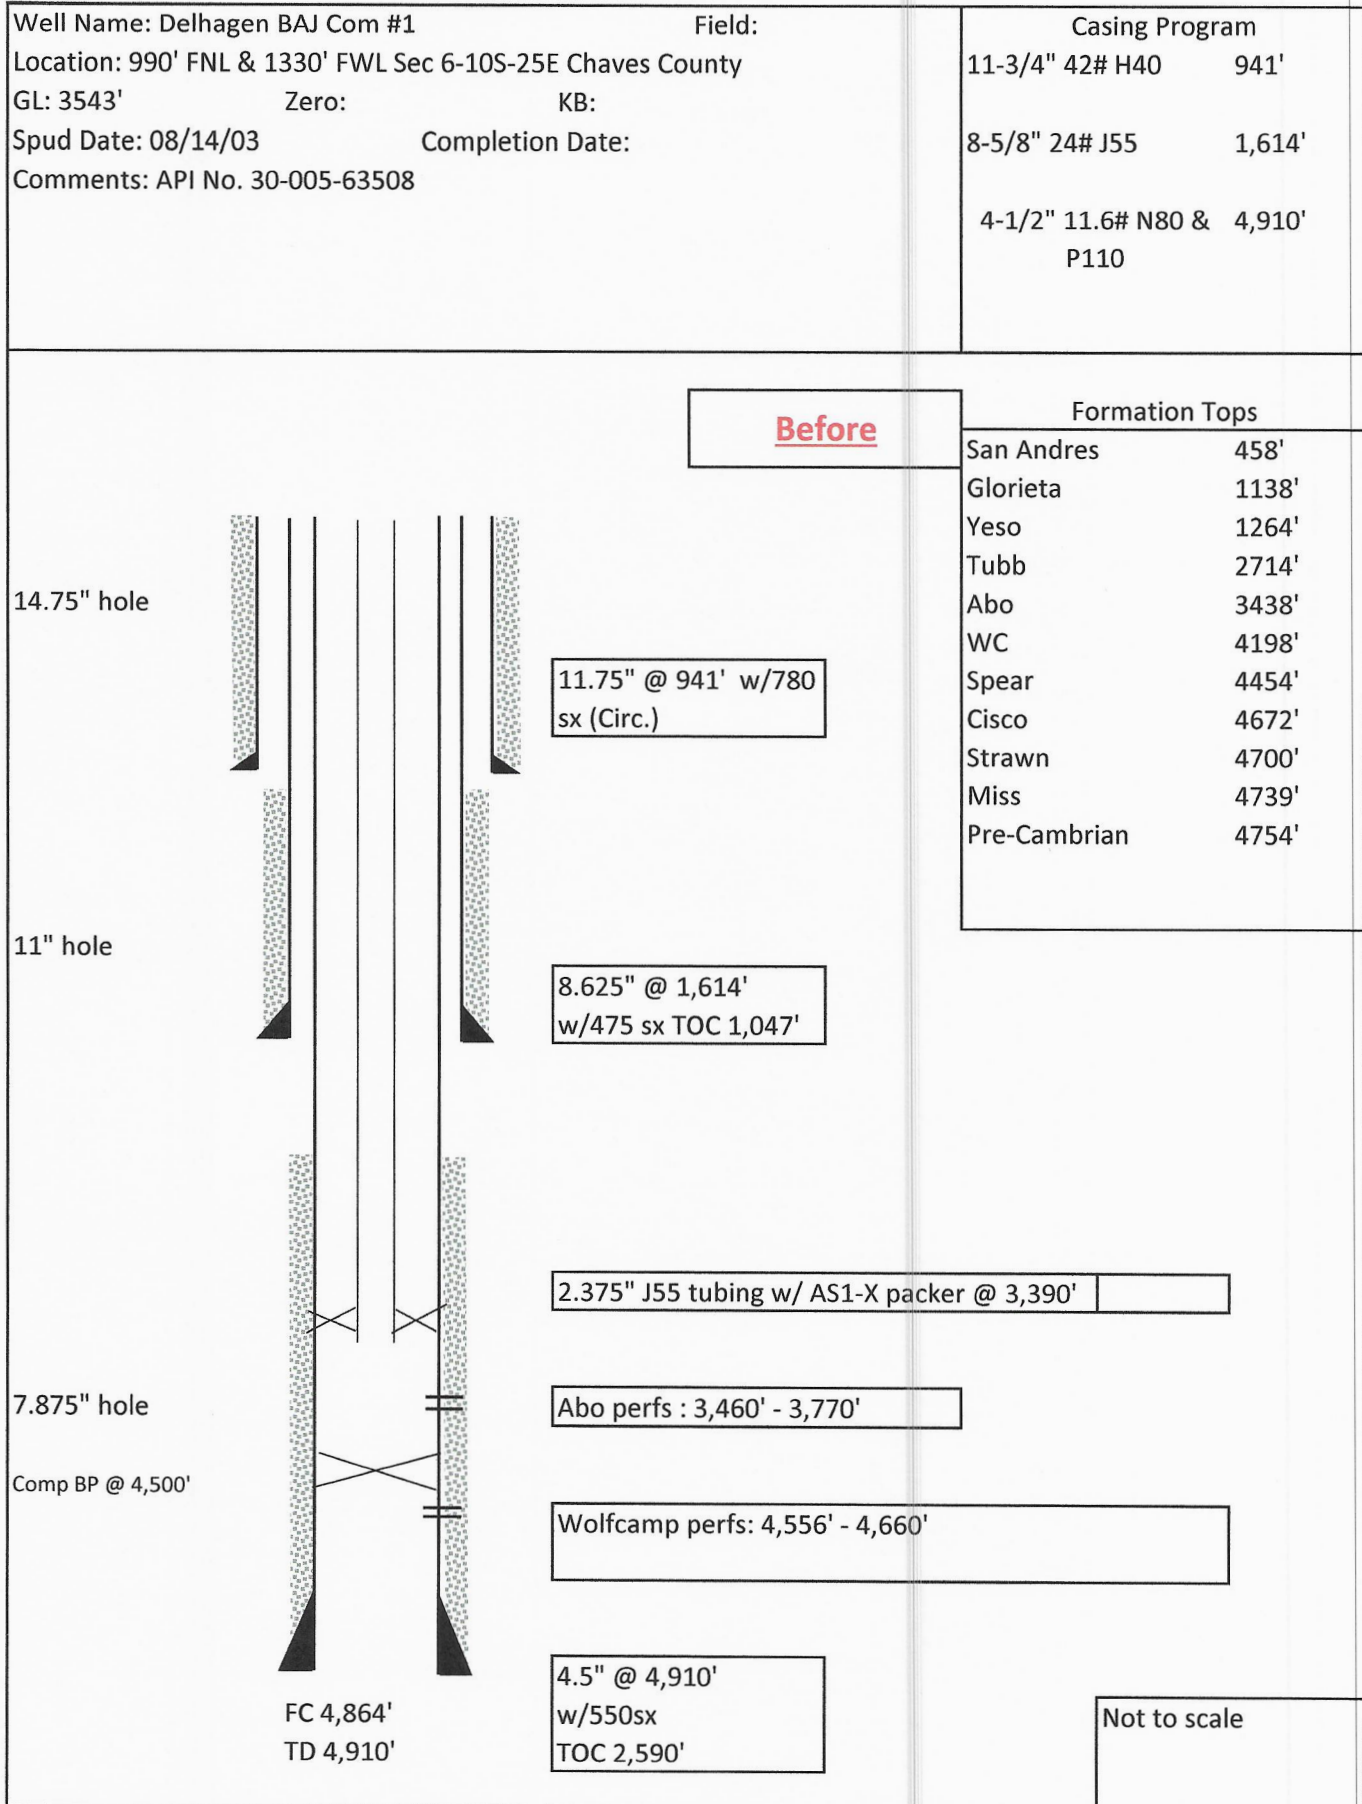 Well Name: Delhagen BAJ Com #1 Field:
Location: 990' FNL & 1330' FWL Sec 6-10S-25E Chaves County
GL: 3543' Zero: KB:
Spud Date: 08/14/03 Completion Date:
Comments: API No. 30-005-63508
Casing Program
11-3/4" 42# H40 941'
8-5/8" 24# J55 1,614'
4-1/2" 11.6# N80 & 4,910'
P110
Before
Formation Tops
San Andres 458'
Glorieta 1138'
Yeso 1264'
Tubb 2714'
Abo 3438'
WC 4198'
Spear 4454'
Cisco 4672'
Strawn 4700'
Miss 4739'
Pre-Cambrian 4754'
14.75" hole
11.75" @ 941' w/780
sx (Circ.)
11" hole
8.625" @ 1,614'
w/475 sx TOC 1,047'
2.375" J55 tubing w/ AS1-X packer @ 3,390'
7.875" hole
Abo perfs : 3,460' - 3,770'
Comp BP @ 4,500'
Wolfcamp perfs: 4,556' - 4,660'
4.5" @ 4,910'
w/550sx
TOC 2,590'
FC 4,864'
TD 4,910'
Not to scale